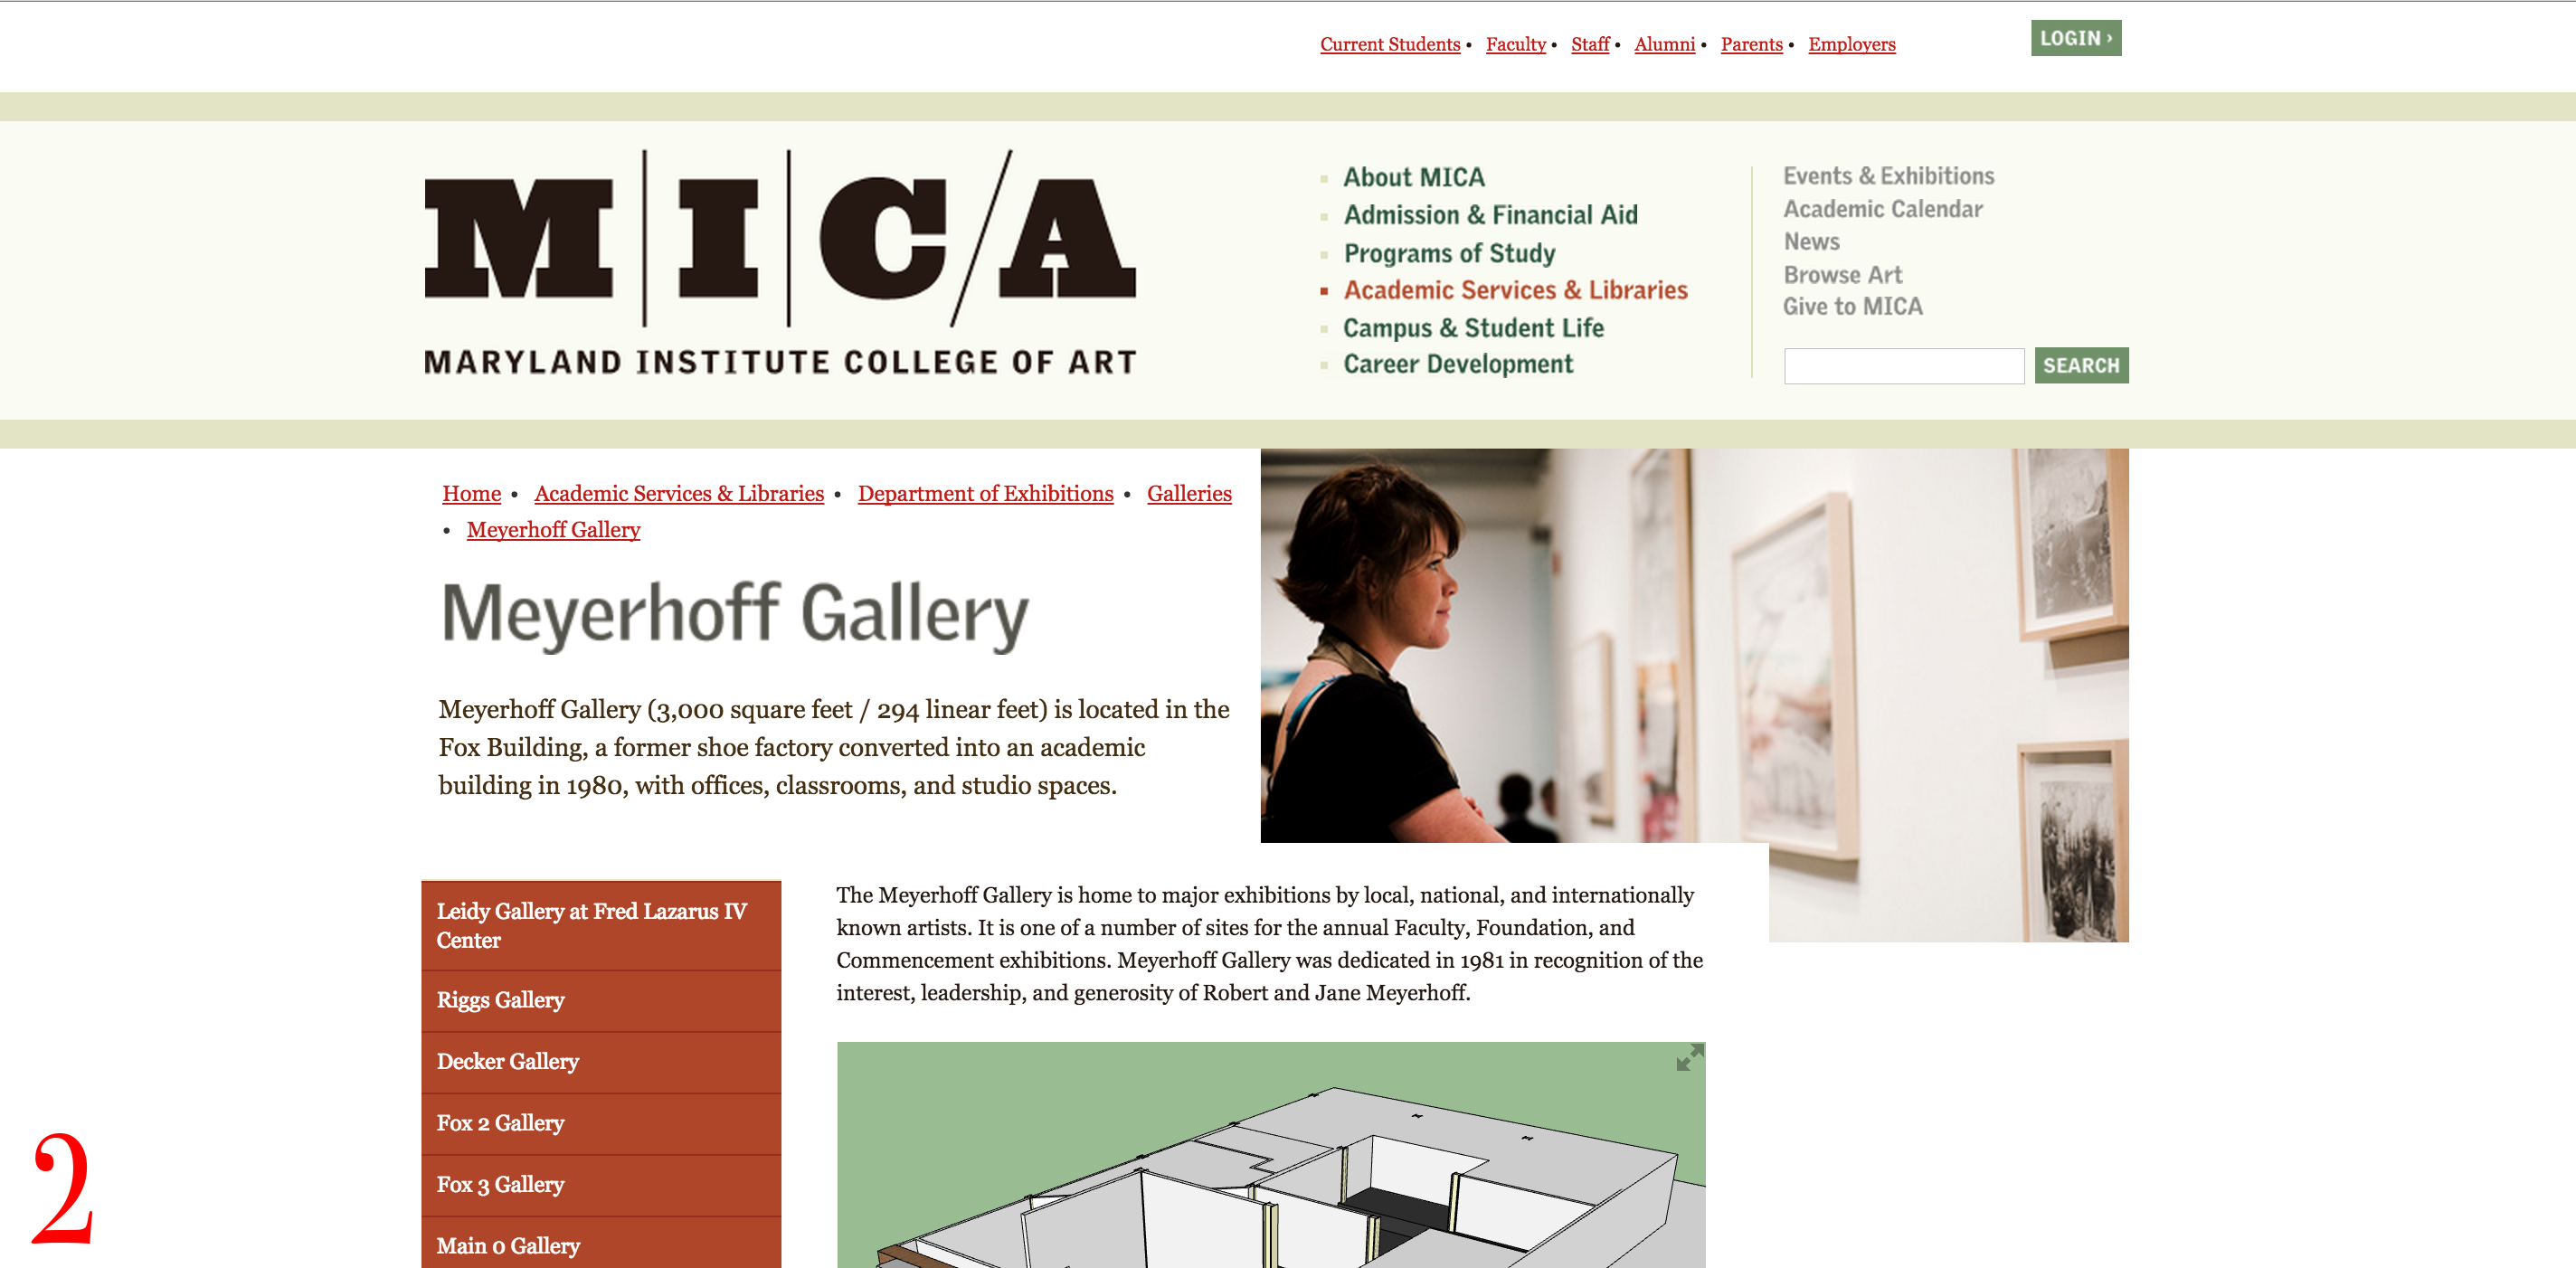 Current Students • Faculty • Staff • Alumni • Parents • Employers
LOGIN ›
M|I|C/A
MARYLAND INSTITUTE COLLEGE OF ART
About MICA
Admission & Financial Aid
Programs of Study
Academic Services & Libraries
Campus & Student Life
Career Development
Events & Exhibitions
Academic Calendar
News
Browse Art
Give to MICA
SEARCH
Home • Academic Services & Libraries • Department of Exhibitions • Galleries
• Meyerhoff Gallery
Meyerhoff Gallery
Meyerhoff Gallery (3,000 square feet / 294 linear feet) is located in the
Fox Building, a former shoe factory converted into an academic
building in 1980, with offices, classrooms, and studio spaces.
Leidy Gallery at Fred Lazarus IV
Center
Riggs Gallery
Decker Gallery
Fox 2 Gallery
Fox 3 Gallery
Main 0 Gallery
The Meyerhoff Gallery is home to major exhibitions by local, national, and internationally
known artists. It is one of a number of sites for the annual Faculty, Foundation, and
Commencement exhibitions. Meyerhoff Gallery was dedicated in 1981 in recognition of the
interest, leadership, and generosity of Robert and Jane Meyerhoff.
2